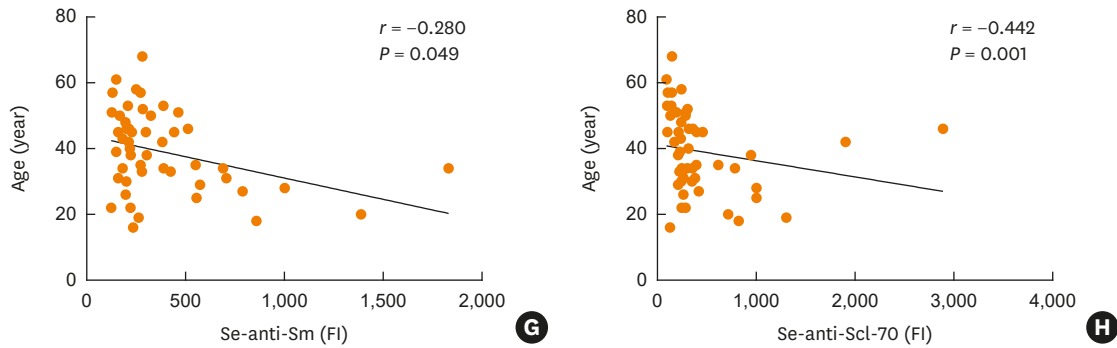 r = −0.280
P = 0.049
Age (year)
80
60
40
20
0
0 500 1,000 1,500 2,000
Se-anti-Sm (FI)
G
r = −0.442
P = 0.001
Age (year)
80
60
40
20
0
0 1,000 2,000 3,000 4,000
Se-anti-Scl-70 (FI)
H